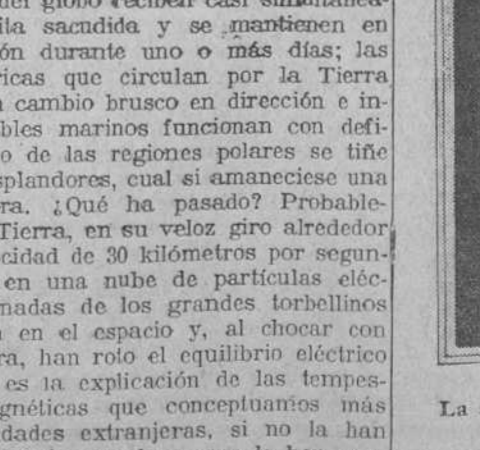 del globo reciben casi simultánea-
ita sacudida y se mantienen en
ón durante uno o más días; las
ricas que circulan por la Tierra
cambio brusco en dirección e in-
bles marinos funcionan con defi-
o de las regiones polares se tiñe
splandores, cual si amaneciese una
ra. ¿Qué ha pasado? Probable-
Tierra, en su veloz giro alrededor
cidad de 30 kilómetros por segun-
en una nube de partículas eléc-
nadas de los grandes torbellinos
en el espacio y, al chocar con
ra, han roto el equilibrio eléctrico
es la explicación de las tempes-
gnéticas que conceptuamos más
dades extranjeras, si no la han
La